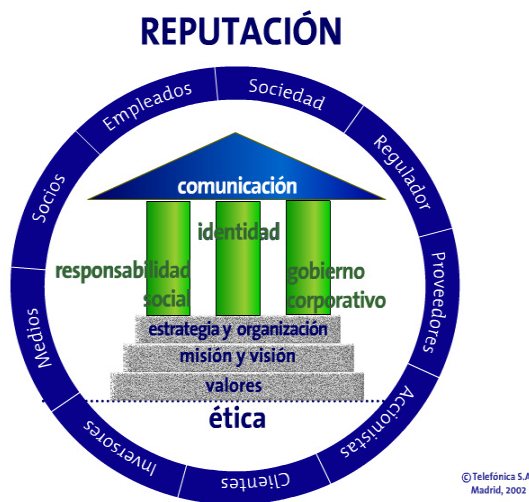 REPUTACIÓN
Empleados
Sociedad
Regulador
Proveedores
Accionistas
Clientes
Inversores
Medios
Socios
comunicación
identidad
responsabilidad
social
gobierno
corporativo
estrategia y organización
misión y visión
valores
ética
© Telefónica S.A
Madrid, 2002